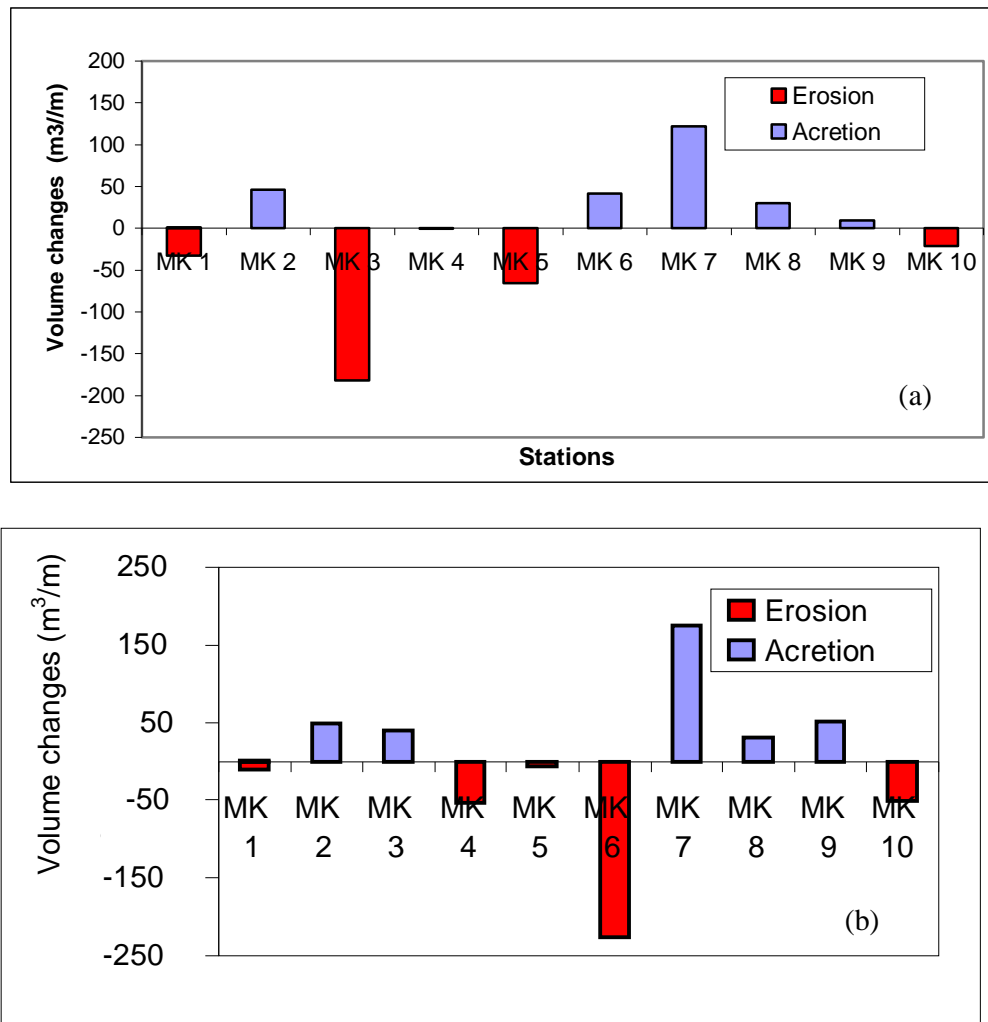 Volume changes (m3//m)
200
150
100
50
0
-50
-100
-150
-200
-250
Erosion
Acretion
MK 1 MK 2 MK 3 MK 4 MK 5 MK 6 MK 7 MK 8 MK 9 MK 10
(a)
Stations
Volume changes (m³/m)
250
150
50
-50
-150
-250
Erosion
Acretion
MK MK MK MK MK MK MK MK MK MK
1 2 3 4 5 6 7 8 9 10
(b)